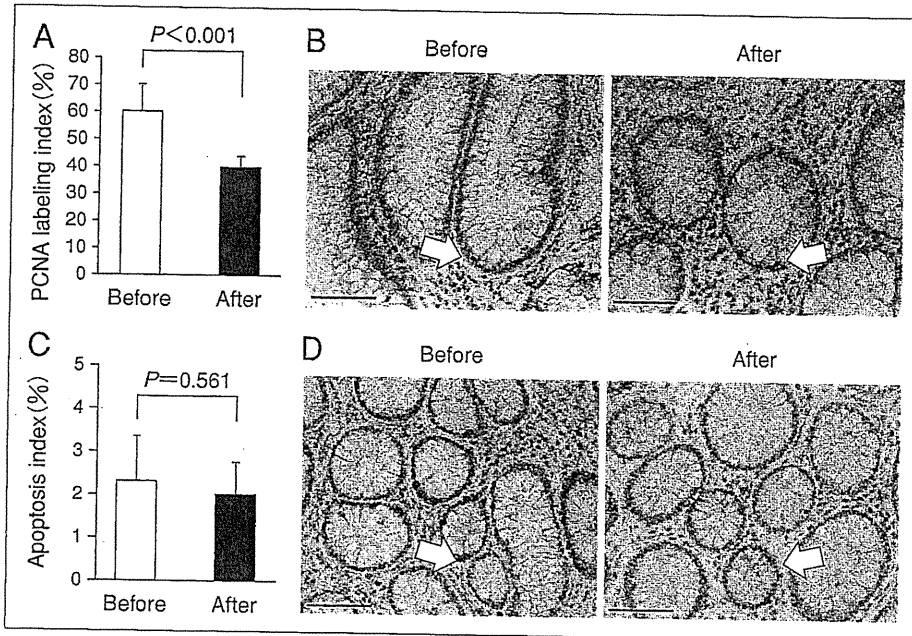 A
P<0.001
PCNA labeling index(%)
80
70
60
50
40
30
20
10
0
Before
After
B
Before
After
C
P=0.561
Apoptosis index(%)
5
4
3
2
1
0
Before
After
D
Before
After